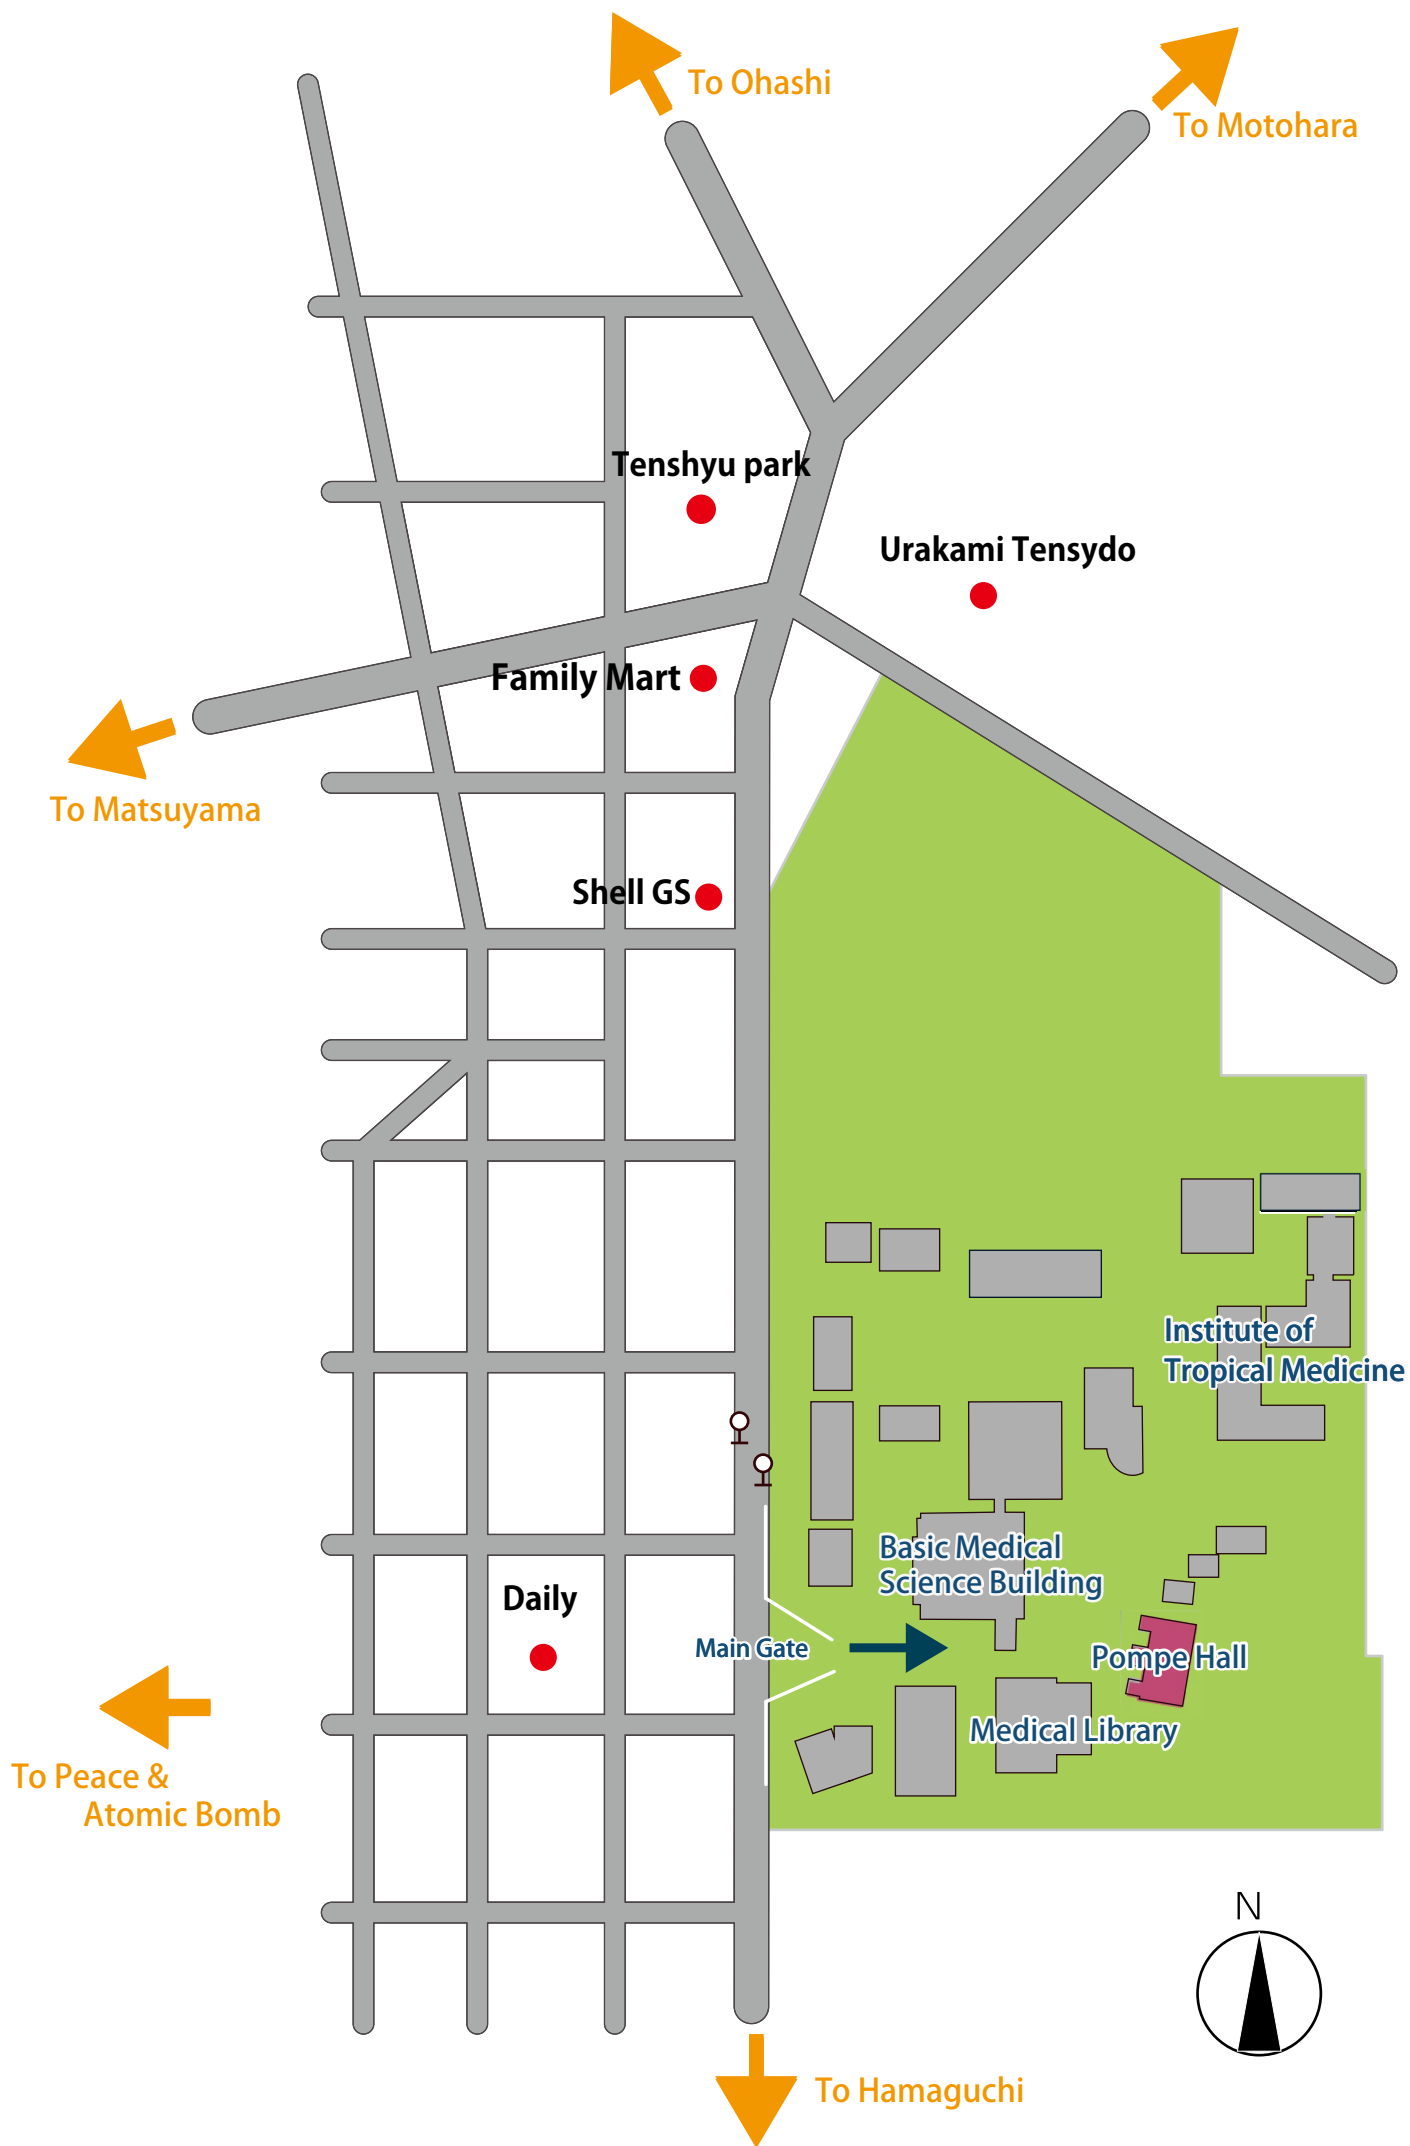 To Ohashi
To Motohara
Tenshyu park
Urakami Tensydo
Family Mart
To Matsuyama
Shell GS
Institute of
Tropical Medicine
Basic Medical
Science Building
Daily
Main Gate
Pompe Hall
Medical Library
To Peace &
Atomic Bomb
N
To Hamaguchi